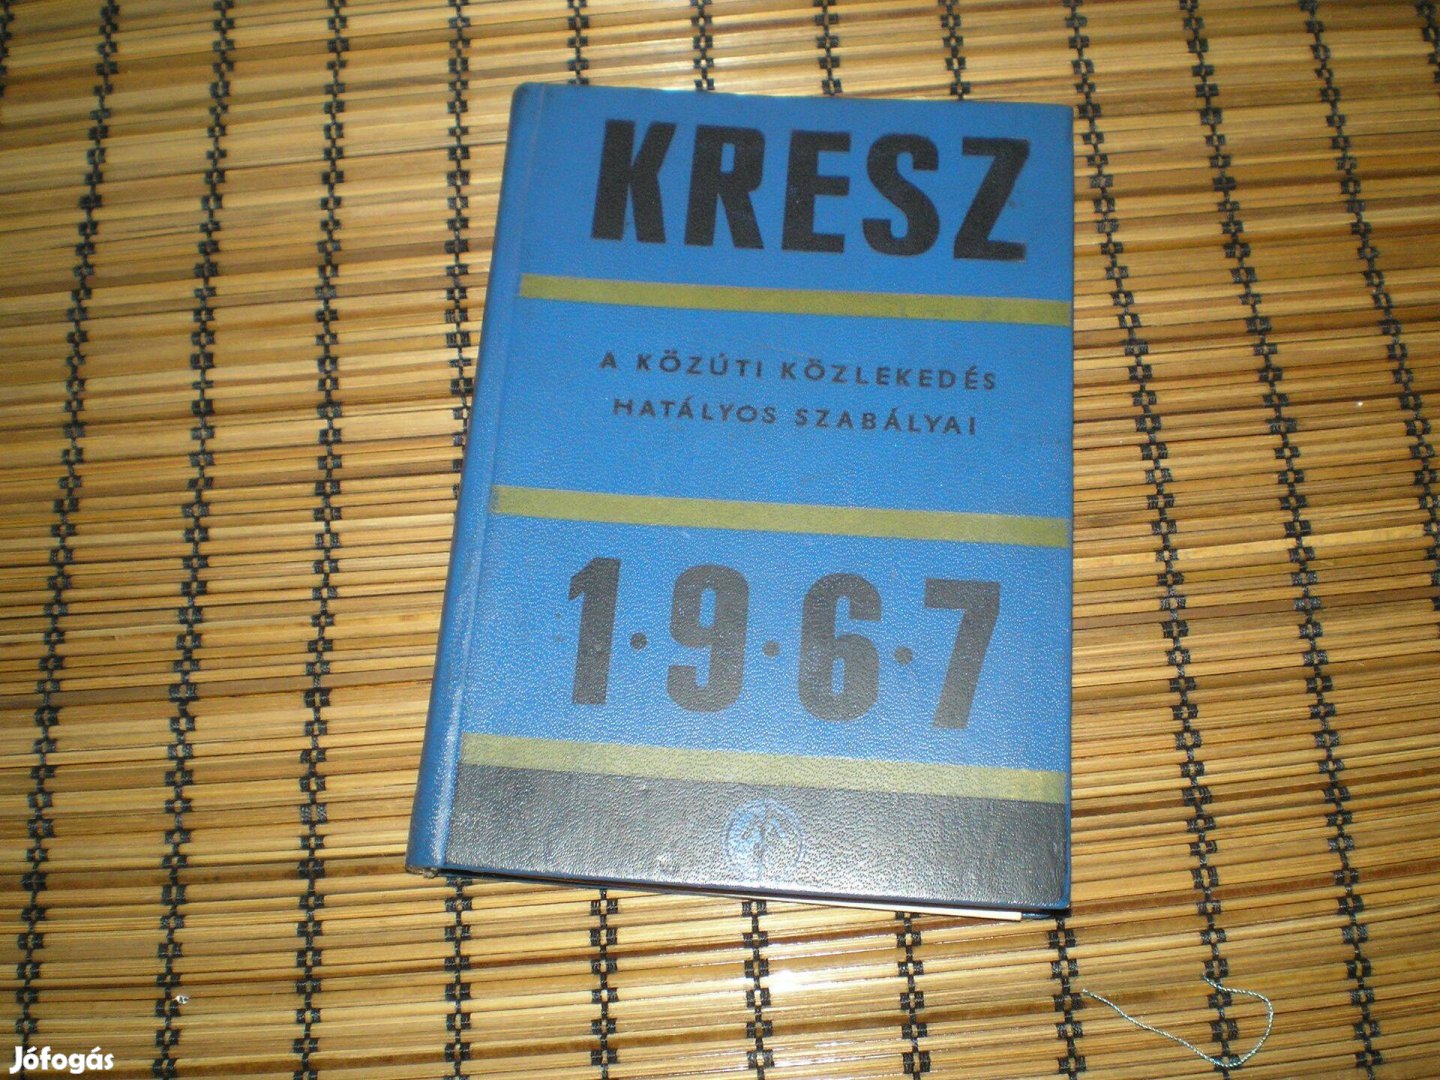 KRESZ
A KÖZÚTI KÖZLEKEDÉS
HATÁLYOS SZABÁLYAI
1·9·6·7
Jófogás